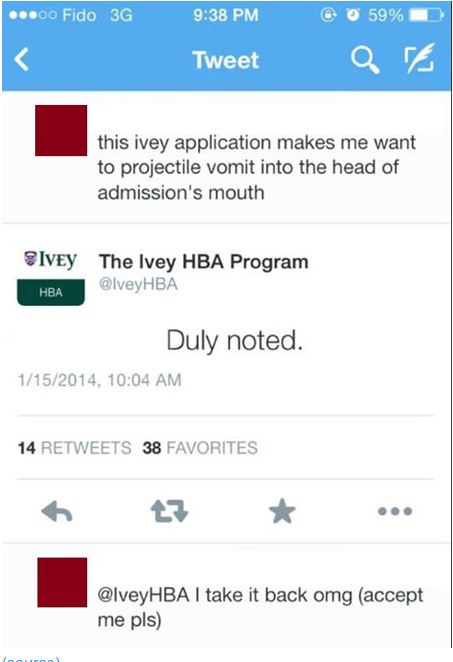 ●●●○○ Fido 3G 9:38 PM 59%
Tweet
this ivey application makes me want
to projectile vomit into the head of
admission's mouth
IVEY
HBA
The Ivey HBA Program
@IveyHBA
Duly noted.
1/15/2014, 10:04 AM
14 RETWEETS 38 FAVORITES
@IveyHBA I take it back omg (accept
me pls)
(source)